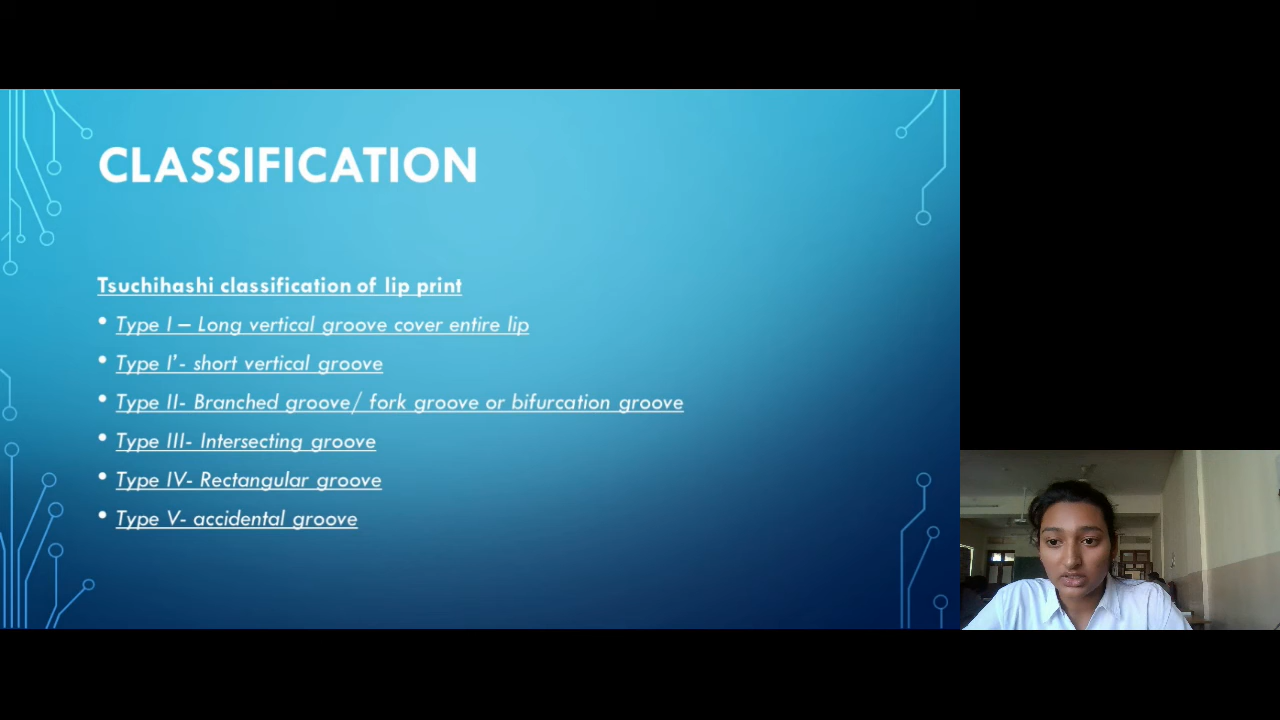 CLASSIFICATION
Tsuchihashi classification of lip print
• Type I – Long vertical groove cover entire lip
• Type I’- short vertical groove
• Type II- Branched groove/ fork groove or bifurcation groove
• Type III- Intersecting groove
• Type IV- Rectangular groove
• Type V- accidental groove